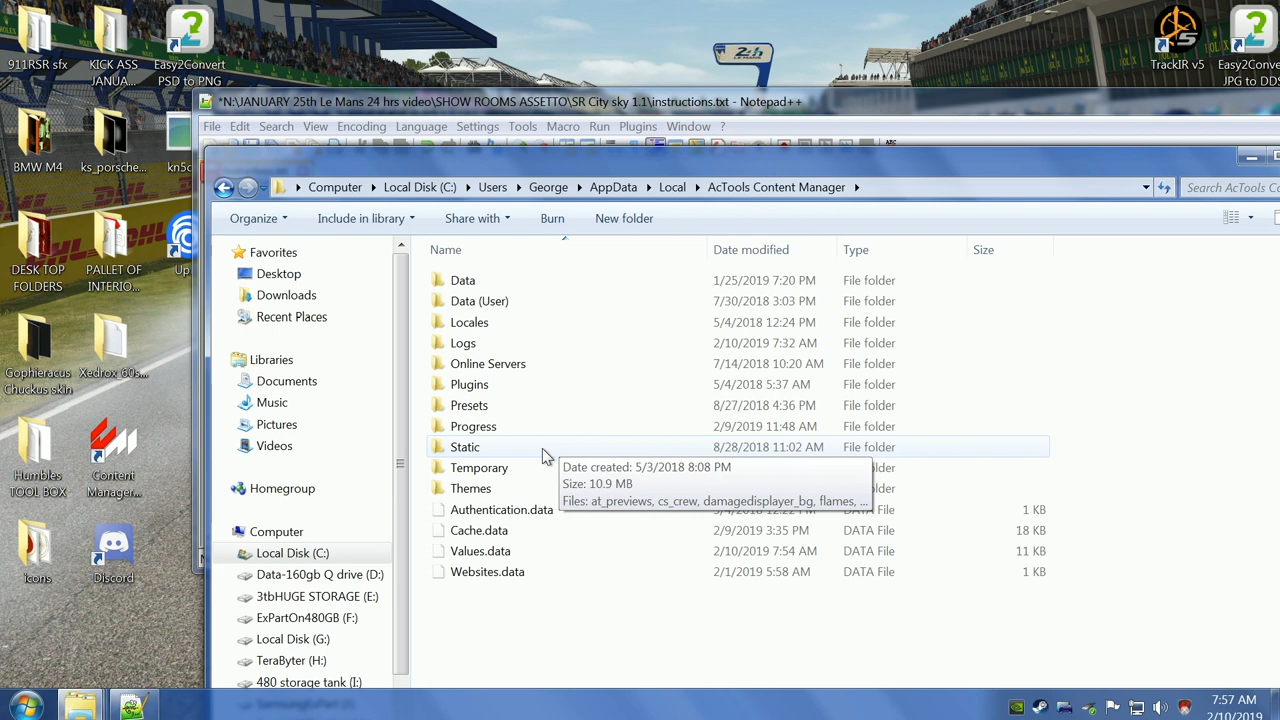 911RSR sfx
KICK ASS JANUA...
Easy2Convert PSD to PNG
24h
TrackIR v5
Easy2Conve JPG to DD
*N:\JANUARY 25th Le Mans 24 hrs video\SHOW ROOMS ASSETTO\SR City sky 1.1\instructions.txt - Notepad++
File Edit Search View Encoding Language Settings Tools Macro Run Plugins Window ?
BMW M4
ks_porsche...
kn5c
Computer Local Disk (C:) Users George AppData Local AcTools Content Manager
Search AcTools Co
Organize Include in library Share with Burn New folder
Name Date modified Type Size
DHL
DESK TOP FOLDERS
PALLET OF INTERIO...
Up.
Favorites
Desktop
Downloads
Recent Places
Libraries
Documents
Music
Pictures
Videos
Homegroup
Computer
Local Disk (C:)
Data-160gb Q drive (D:)
3tbHUGE STORAGE (E:)
ExPartOn480GB (F:)
Local Disk (G:)
TeraByter (H:)
480 storage tank (I:)
Data 1/25/2019 7:20 PM File folder
Data (User) 7/30/2018 3:03 PM File folder
Locales 5/4/2018 12:24 PM File folder
Logs 2/10/2019 7:32 AM File folder
Online Servers 7/14/2018 10:20 AM File folder
Plugins 5/4/2018 5:37 AM File folder
Presets 8/27/2018 4:36 PM File folder
Progress 2/9/2019 11:48 AM File folder
Static 8/28/2018 11:02 AM File folder
Temporary older
Themes older
Authentication.data File 1 KB
Cache.data 2/9/2019 3:35 PM DATA File 18 KB
Values.data 2/10/2019 7:54 AM DATA File 11 KB
Websites.data 2/1/2019 5:58 AM DATA File 1 KB
Date created: 5/3/2018 8:08 PM
Size: 10.9 MB
Files: at_previews, cs_crew, damagedisplayer_bg, flames, ...
Gophieracus Chuckus skin
Xedrox_60s...
Humbles TOOL BOX
Content Manager...
Icons
Discord
7:57 AM
2/10/2019